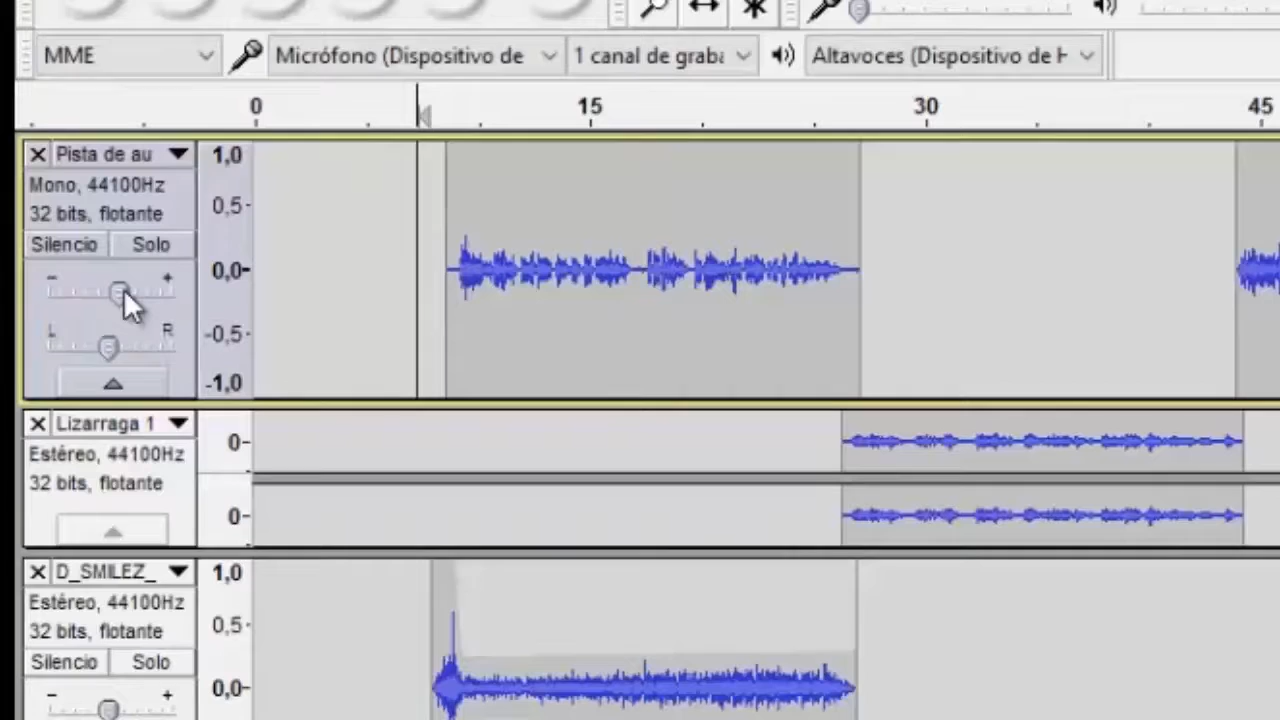 MME Micrófono (Dispositivo de 1 canal de graba Altavoces (Dispositivo de H
0 15 30 45
Pista de au 1,0
Mono, 44100Hz
32 bits, flotante 0,5
Silencio Solo
- + 0,0
L R -0,5
-1,0
Lizarraga 1
Estéreo, 44100Hz 0
32 bits, flotante
0
D_SMILEZ_ 1,0
Estéreo, 44100Hz
32 bits, flotante 0,5
Silencio Solo
- + 0,0